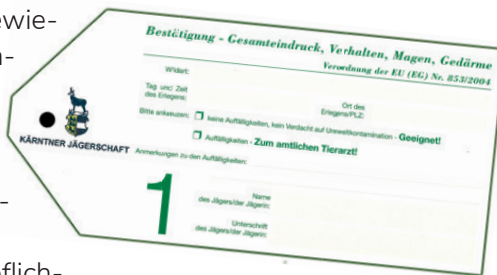 ewie-
-
Bestätigung - Gesamteindruck, Verhalten, Magen, Gedärme
Verordnung der EU (EG) Nr. 853/2004
Wildart:
Tag und Zeit
des Erlegens:
Ort des
Erlegens/PLZ:
Bitte ankreuzen:
keine Auffälligkeiten, kein Verdacht auf Umweltkontamination - Geeignet!
Auffälligkeiten - Zum amtlichen Tierarzt!
KÄRNTNER JÄGERSCHAFT
Anmerkungen zu den Auffälligkeiten:
1
Name
des Jägers/der Jägerin:
Unterschrift
des Jägers/der Jägerin:
-
flich-